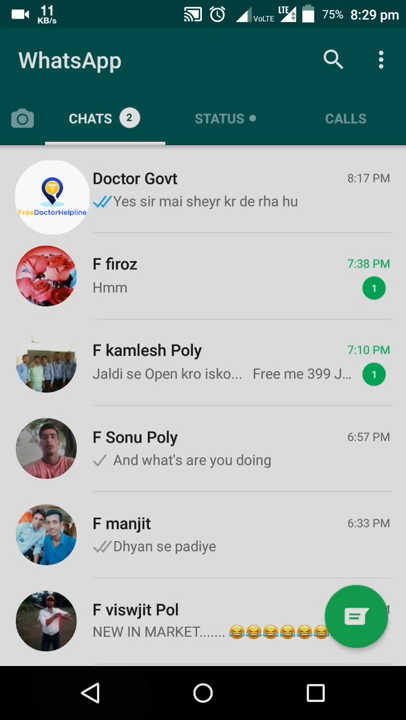 11 KB/s VoLTE LTE 75% 8:29 pm
WhatsApp
CHATS 2 STATUS CALLS
Doctor Govt 8:17 PM
FreeDoctorHelpline
Yes sir mai sheyr kr de rha hu
F firoz 7:38 PM
Hmm 1
F kamlesh Poly 7:10 PM
Jaldi se Open kro isko... Free me 399 J... 1
F Sonu Poly 6:57 PM
And what's are you doing
F manjit 6:33 PM
Dhyan se padiye
F viswjit Pol
NEW IN MARKET....... 😂😂😂😂😂😂